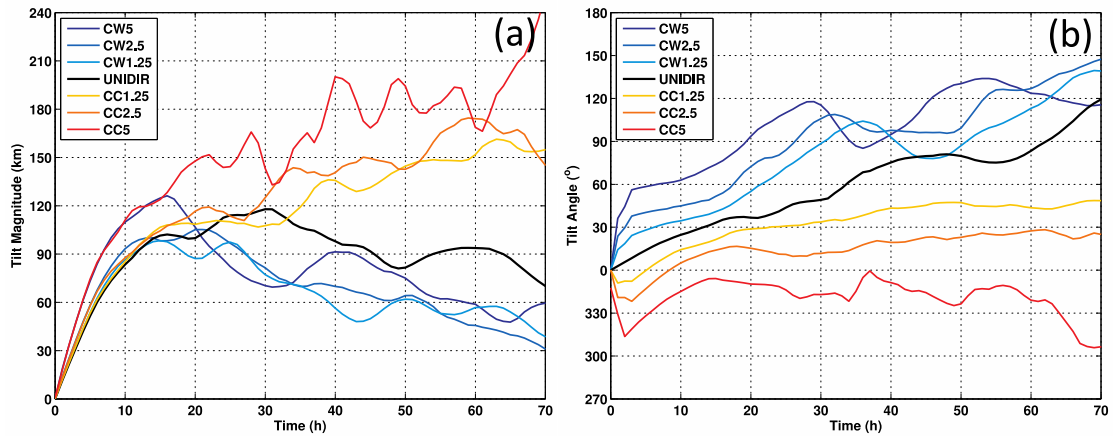 (a)
CW5
CW2.5
CW1.25
UNIDIR
CC1.25
CC2.5
CC5
Tilt Magnitude (km)
240
210
180
150
120
90
60
30
0
0 10 20 30 40 50 60 70
Time (h)
(b)
CW5
CW2.5
CW1.25
UNIDIR
CC1.25
CC2.5
CC5
Tilt Angle (°)
180
150
120
90
60
30
0
330
300
270
0 10 20 30 40 50 60 70
Time (h)